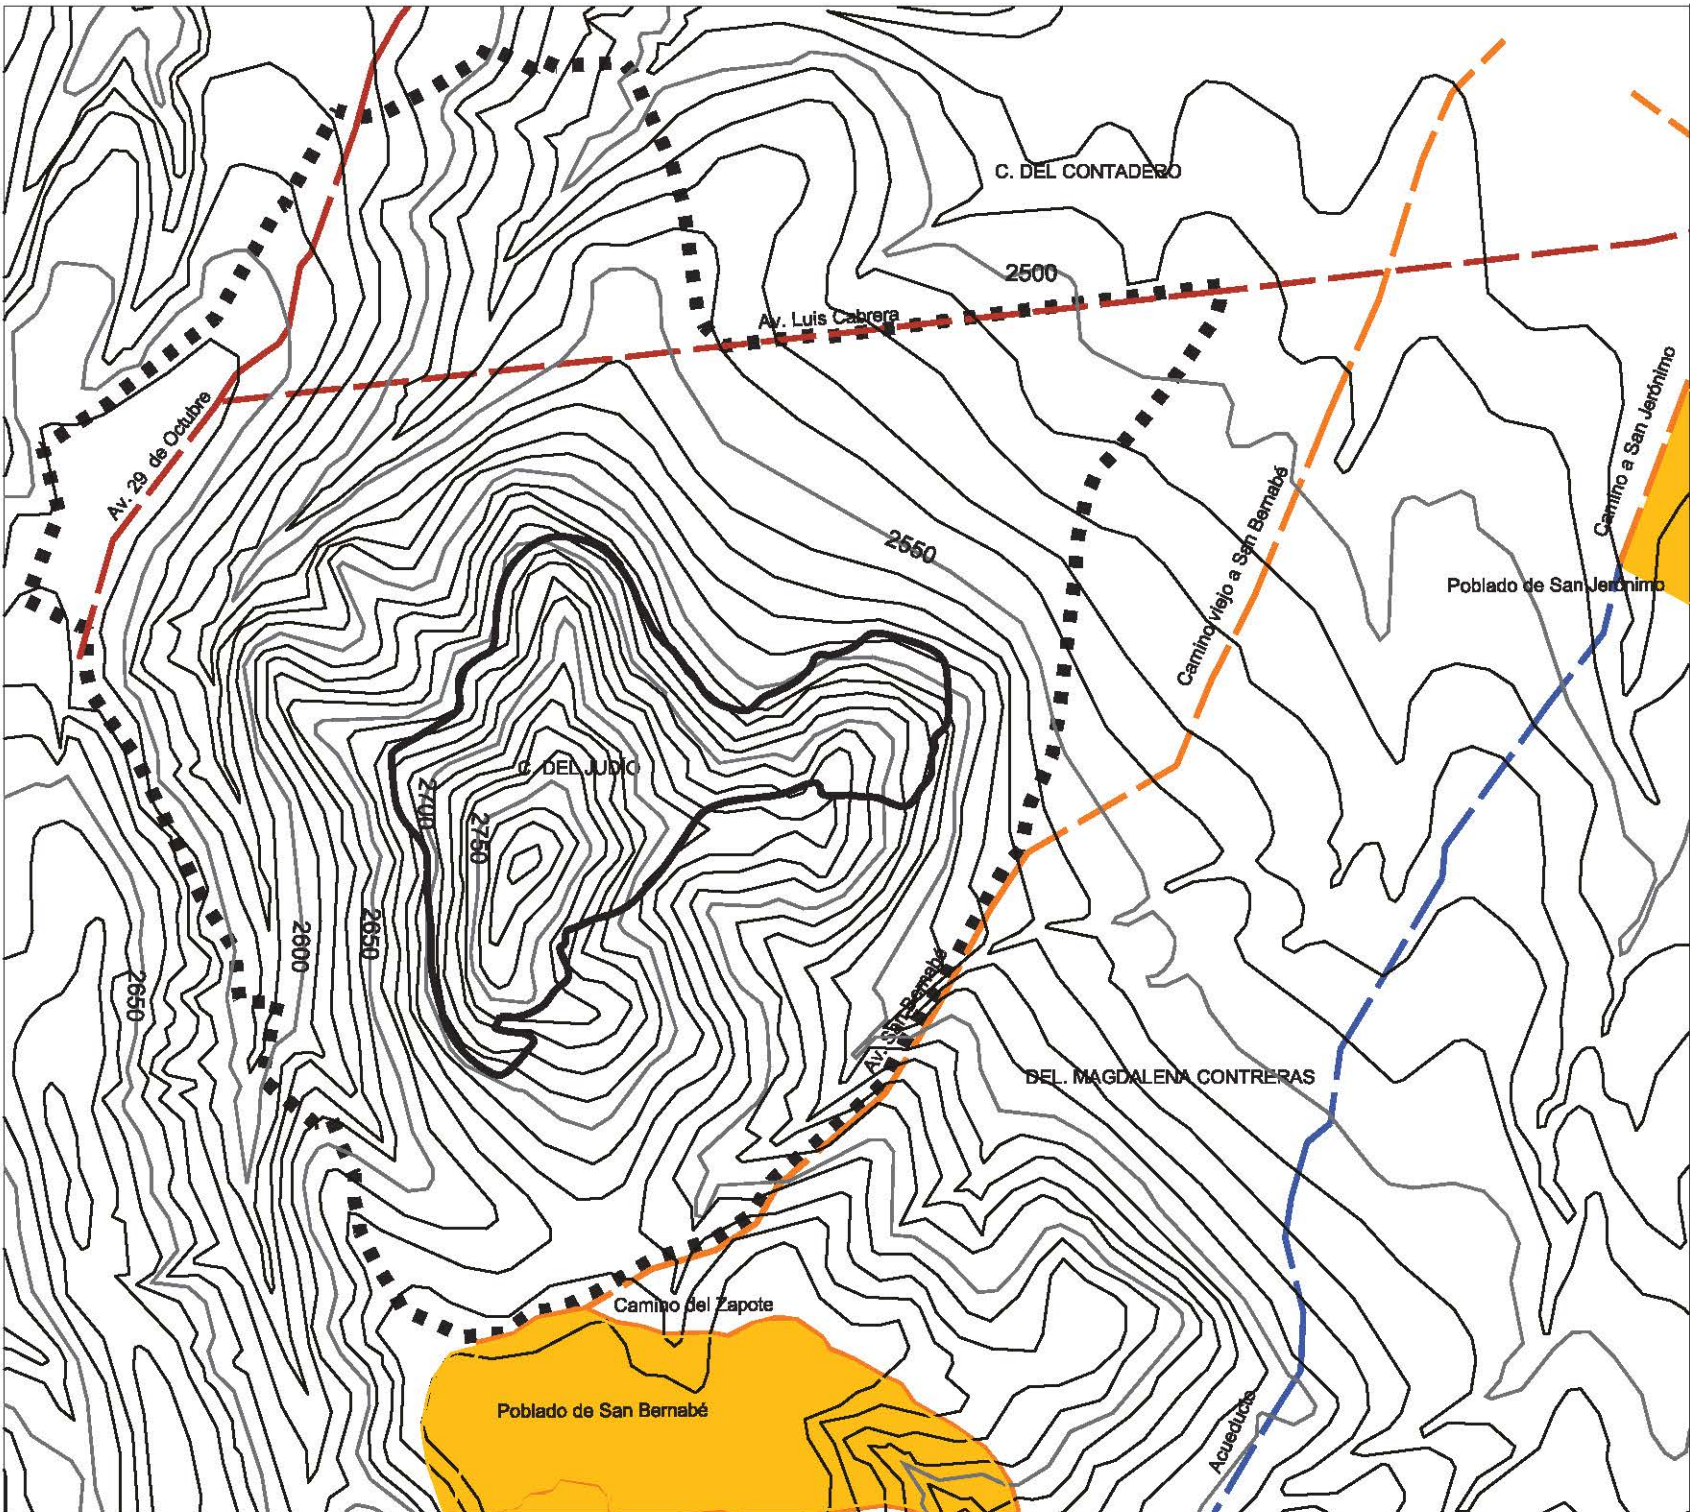 C. DEL CONTADERO
2500
Av. Luis Cabrera
Av. 29 de Octubre
Camino a San Jerónimo
Camino viejo a San Bernabé
2550
Poblado de San Jerónimo
C. DEL JUDÍO
2700
2750
2600
2650
2650
Av. San Bernabé
DEL. MAGDALENA CONTRERAS
Camino del Zapote
Poblado de San Bernabé
Acueducto